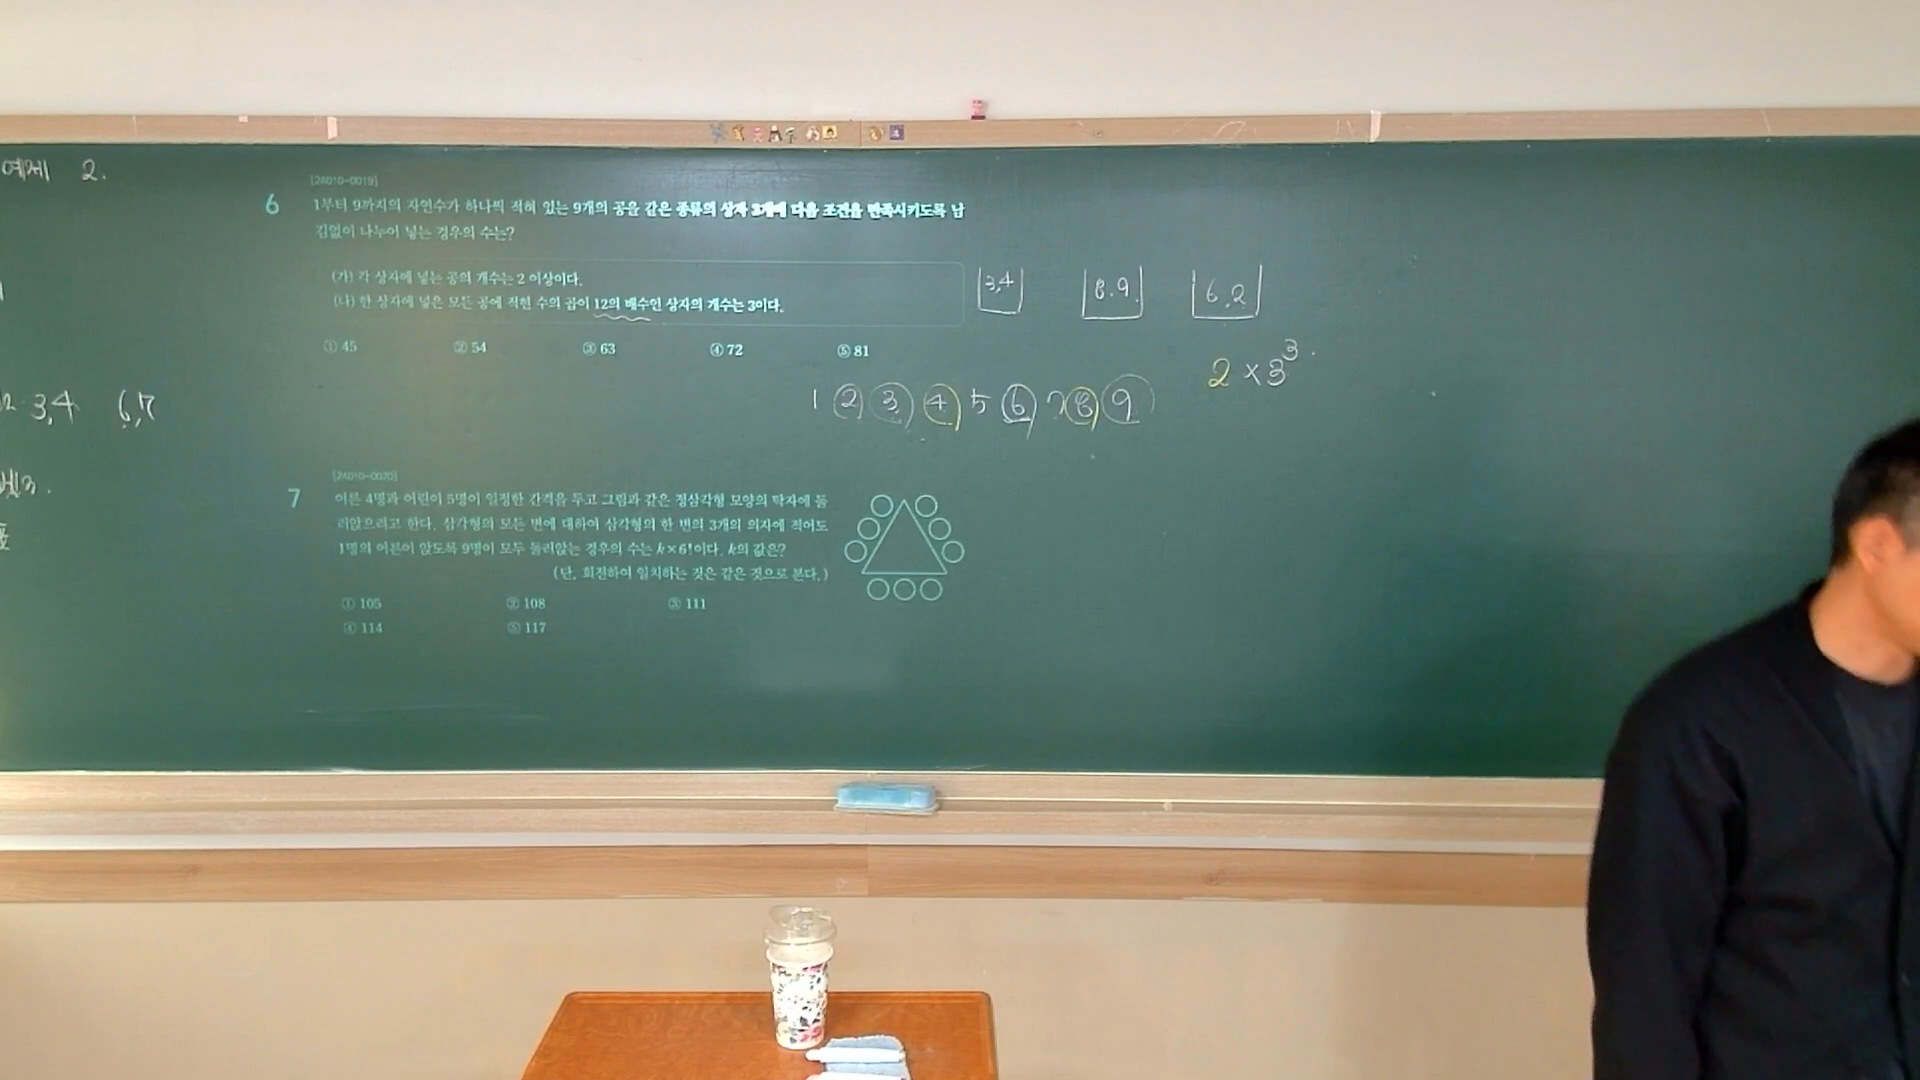 예제 2.
3,4 6,7
[24010-0019]
6 1부터 9까지의 자연수가 하나씩 적혀 있는 9개의 공을 같은 종류의 상자 3개에 다음 조건을 만족시키도록 남
김없이 나누어 넣는 경우의 수는?
(가) 각 상자에 넣는 공의 개수는 2 이상이다.
(나) 한 상자에 넣은 모든 공에 적힌 수의 곱이 12의 배수인 상자의 개수는 3이다.
① 45 ② 54 ③ 63 ④ 72 ⑤ 81
3,4 8.9 6,2
2 × 3³
1 2 3 4 5 6 7 8 9
[24010-0020]
7 어른 4명과 어린이 5명이 일정한 간격을 두고 그림과 같은 정삼각형 모양의 탁자에 둘
러앉으려고 한다. 삼각형의 모든 변에 대하여 삼각형의 한 변의 3개의 의자에 적어도
1명의 어른이 앉도록 9명이 모두 둘러앉는 경우의 수는 k×6!이다. k의 값은?
(단, 회전하여 일치하는 것은 같은 것으로 본다.)
① 105 ② 108 ③ 111
④ 114 ⑤ 117